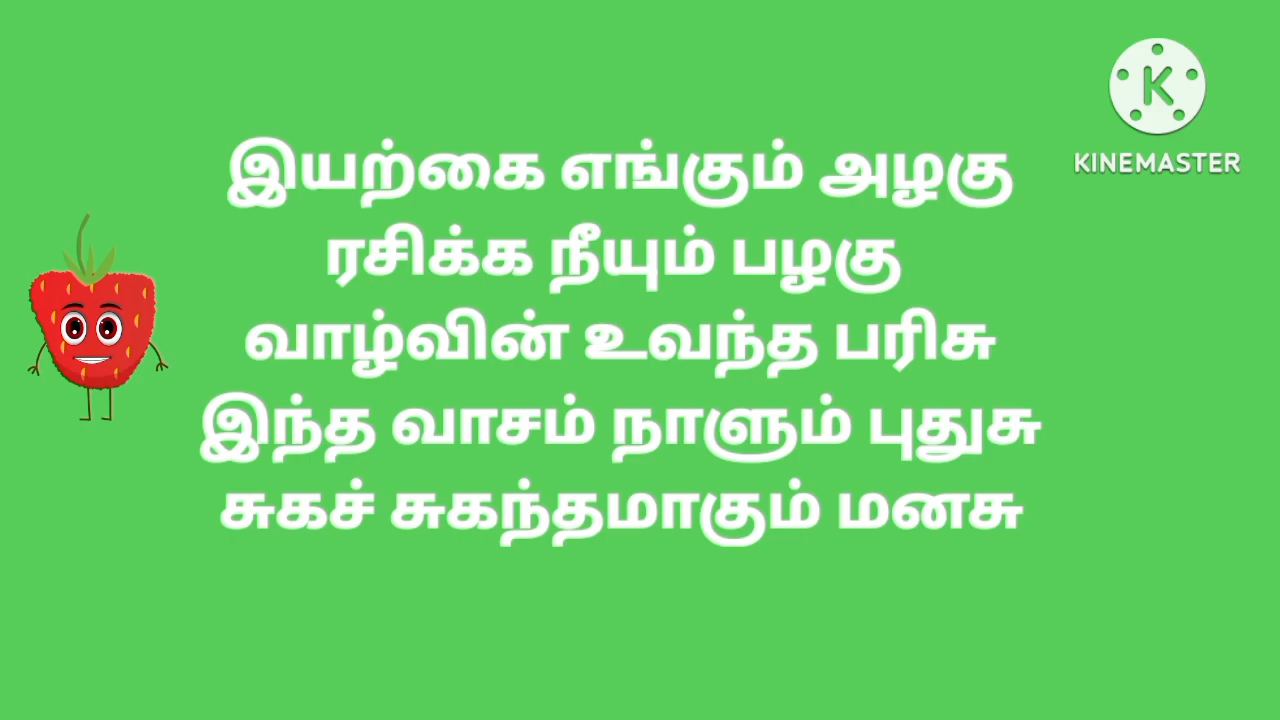 இயற்கை எங்கும் அழகு
ரசிக்க நீயும் பழகு
வாழ்வின் உவந்த பரிசு
இந்த வாசம் நாளும் புதுசு
சுகச் சுகந்தமாகும் மனசு
K
KINEMASTER